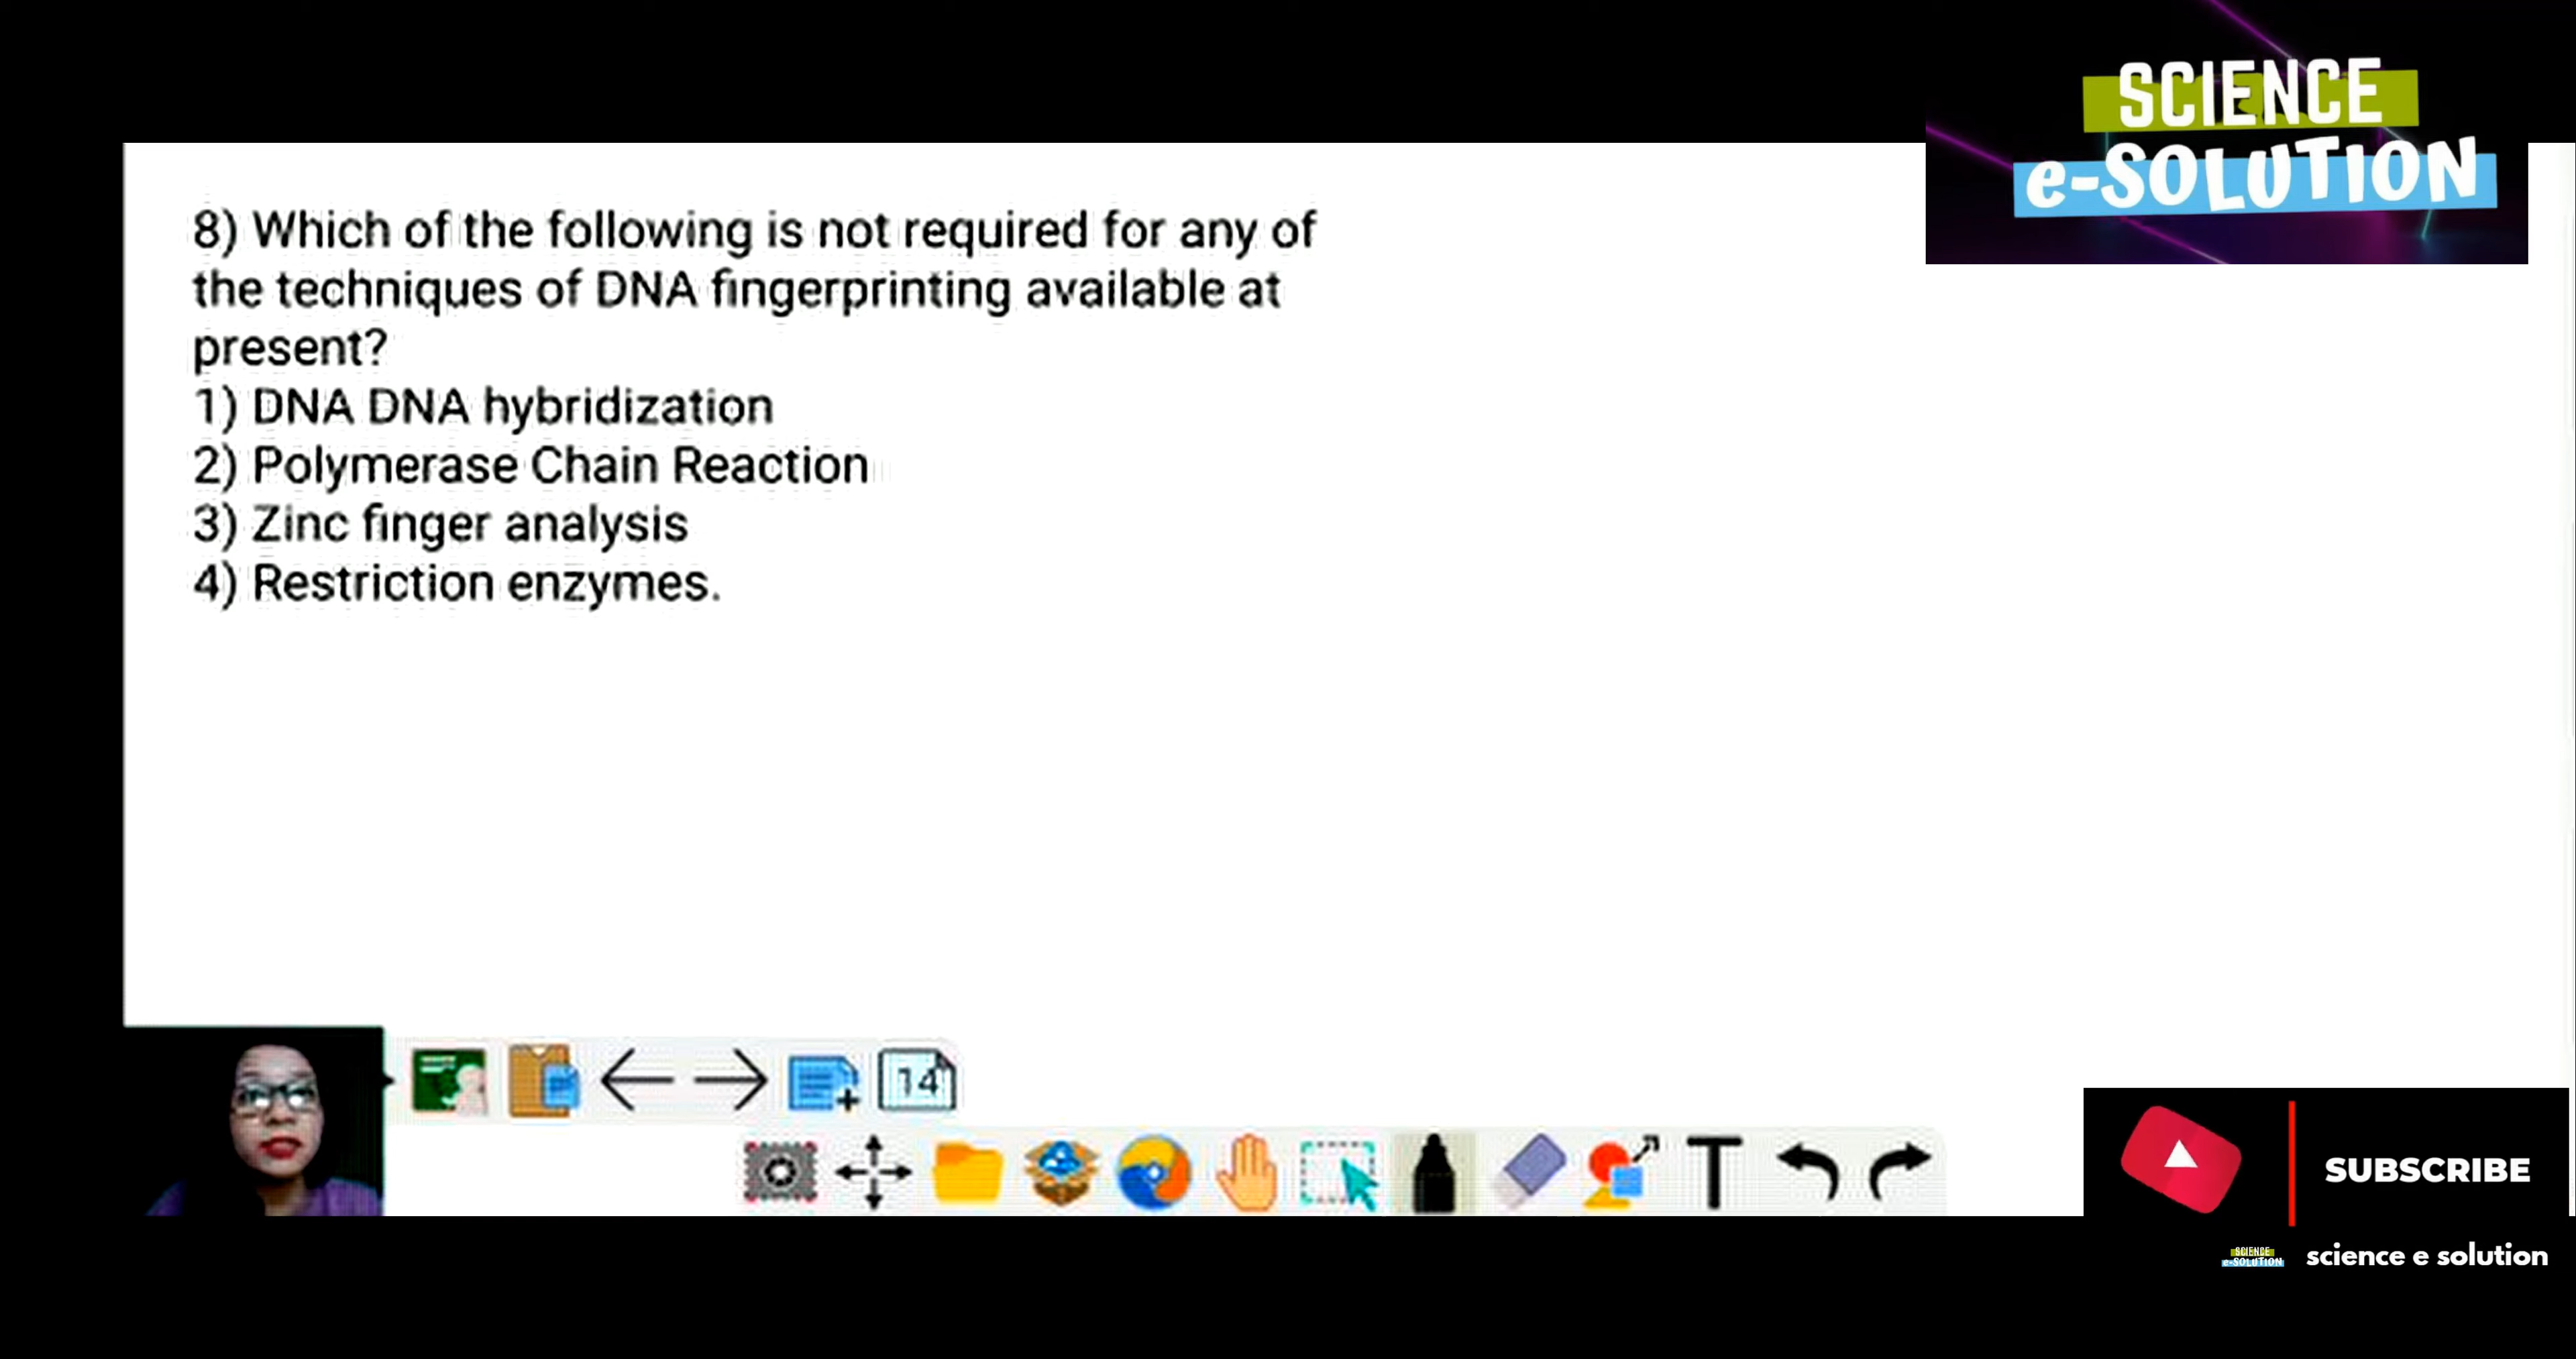 SCIENCE
e-SOLUTION
8) Which of the following is not required for any of
the techniques of DNA fingerprinting available at
present?
1) DNA DNA hybridization
2) Polymerase Chain Reaction
3) Zinc finger analysis
4) Restriction enzymes.
14
T
SUBSCRIBE
SCIENCE
e-SOLUTION
science e solution